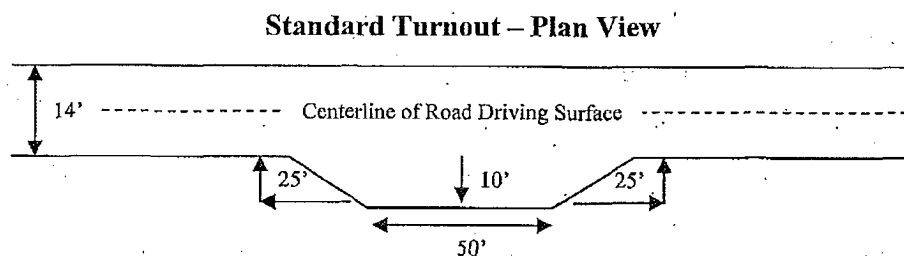 Standard Turnout – Plan View
14'
Centerline of Road Driving Surface
25'
10'
25'
50'